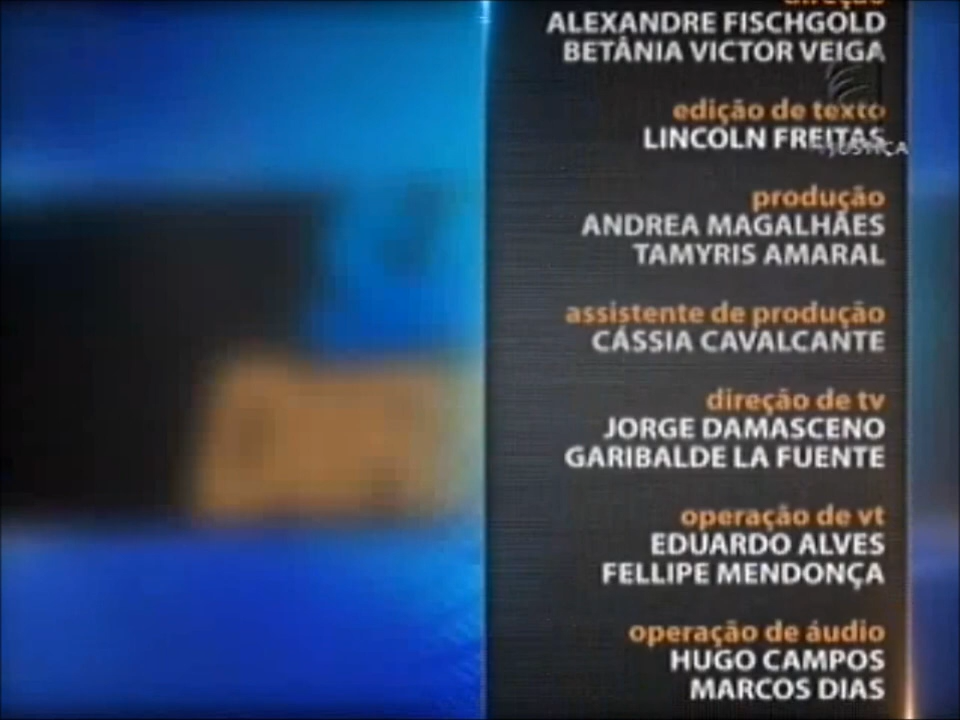 direção
ALEXANDRE FISCHGOLD
BETÂNIA VICTOR VEIGA
edição de texto
LINCOLN FREITAS
JUSTIÇA
produção
ANDREA MAGALHÃES
TAMYRIS AMARAL
assistente de produção
CÁSSIA CAVALCANTE
direção de tv
JORGE DAMASCENO
GARIBALDE LA FUENTE
operação de vt
EDUARDO ALVES
FELLIPE MENDONÇA
operação de áudio
HUGO CAMPOS
MARCOS DIAS